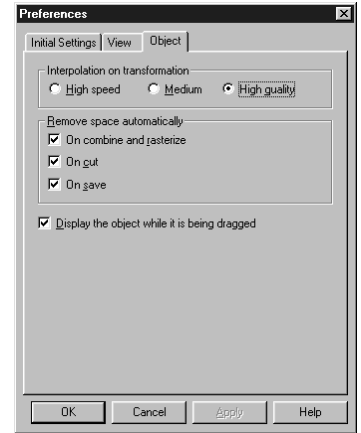 Preferences
Initial Settings View Object
Interpolation on transformation
High speed Medium High quality
Remove space automatically
On combine and rasterize
On cut
On save
Display the object while it is being dragged
OK Cancel Apply Help